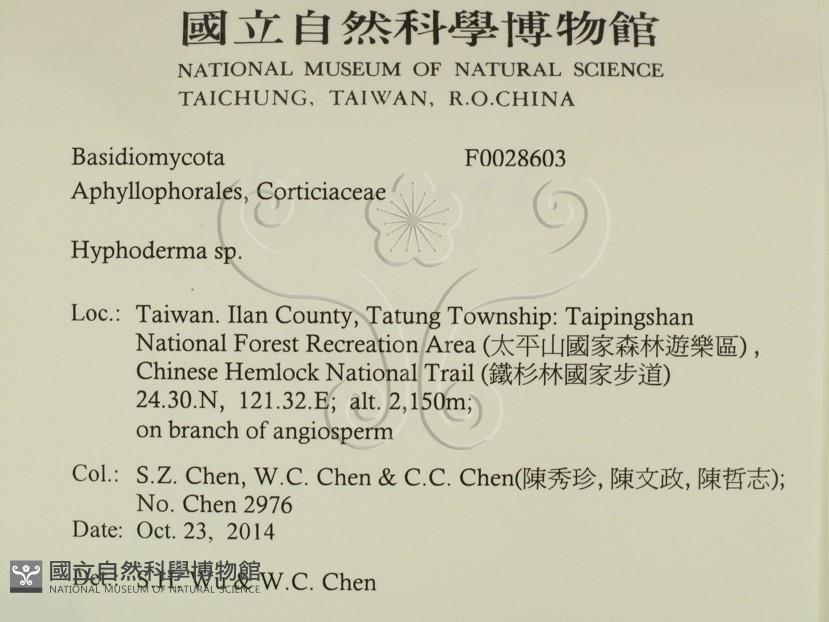 國立自然科學博物館
NATIONAL MUSEUM OF NATURAL SCIENCE
TAICHUNG, TAIWAN, R.O.CHINA
Basidiomycota F0028603
Aphyllophorales, Corticiaceae
Hyphoderma sp.
Loc.: Taiwan. Ilan County, Tatung Township: Taipingshan
National Forest Recreation Area (太平山國家森林遊樂區) ,
Chinese Hemlock National Trail (鐵杉林國家步道)
24.30.N, 121.32.E; alt. 2,150m;
on branch of angiosperm
Col.: S.Z. Chen, W.C. Chen & C.C. Chen(陳秀珍, 陳文政, 陳哲志);
No. Chen 2976
Date: Oct. 23, 2014
Det.: S.H. Wu & W.C. Chen
國立自然科學博物館
NATIONAL MUSEUM OF NATURAL SCIENCE